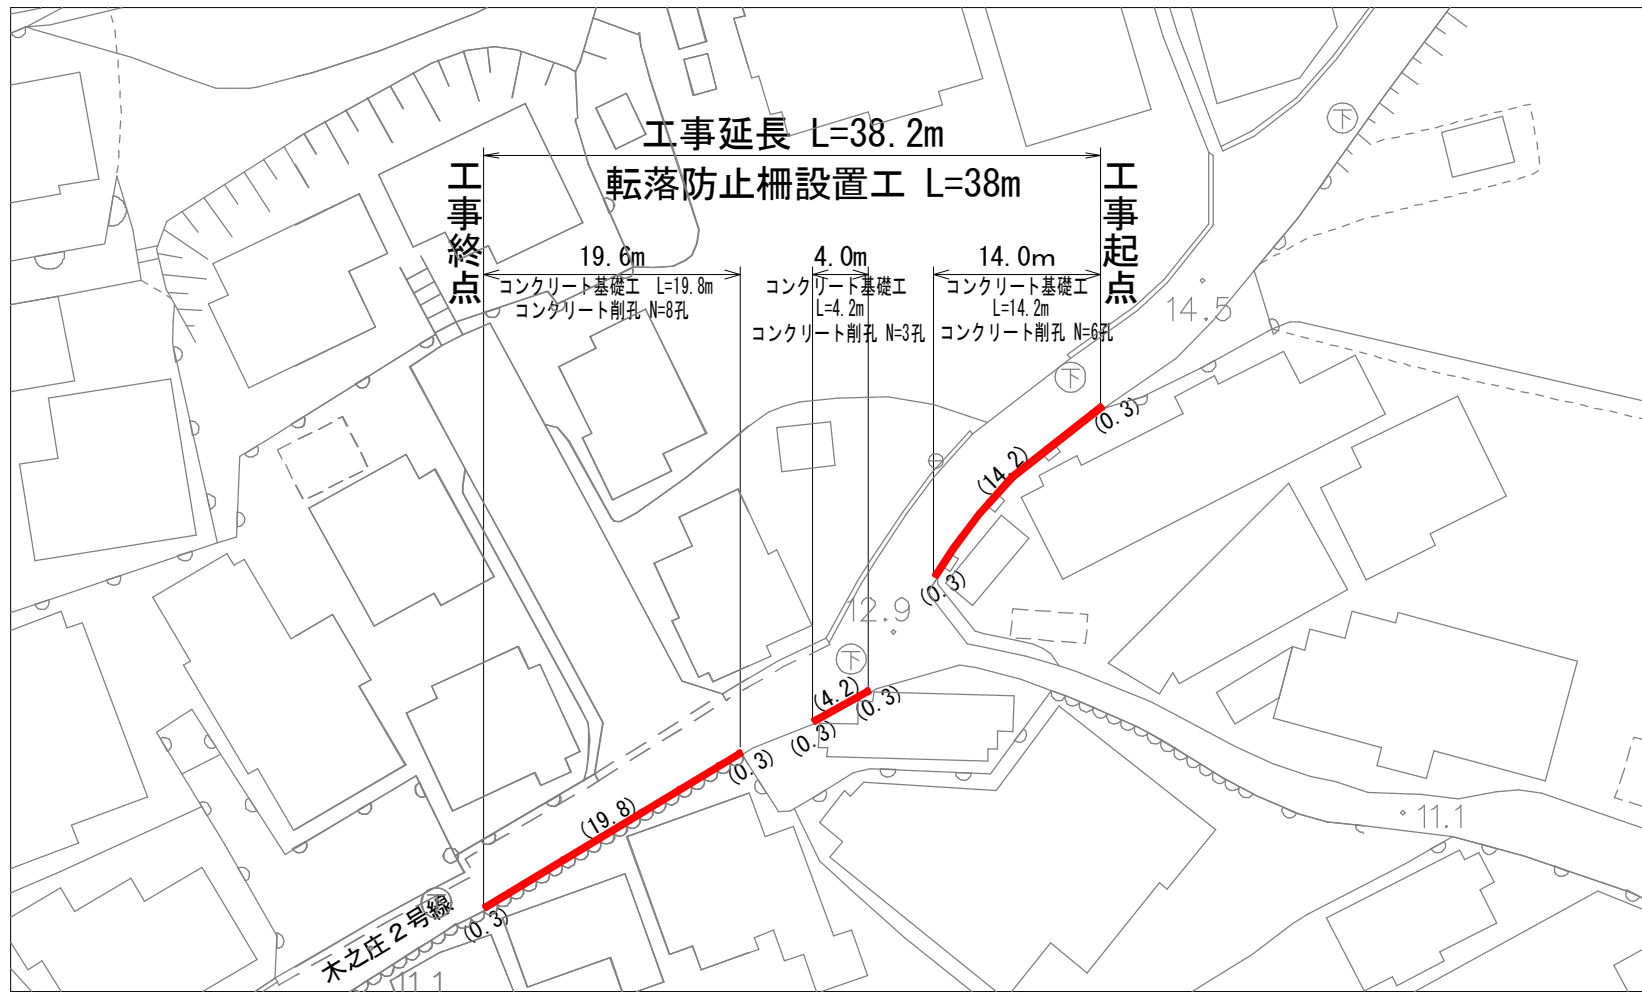 工事延長 L=38.2m
転落防止柵設置工 L=38m
工事終点
工事起点
19.6m
コンクリート基礎工 L=19.8m
コンクリート削孔 N=8孔
4.0m
コンクリート基礎工
L=4.2m
コンクリート削孔 N=3孔
14.0m
コンクリート基礎工
L=14.2m
コンクリート削孔 N=6孔
下
14.5
下
(0.3)
(14.2)
(0.3)
12.9
下
(4.2)
(0.3)
(0.3)
(0.3)
(19.8)
(0.3)
11.1
下
木之庄2号線
11.1